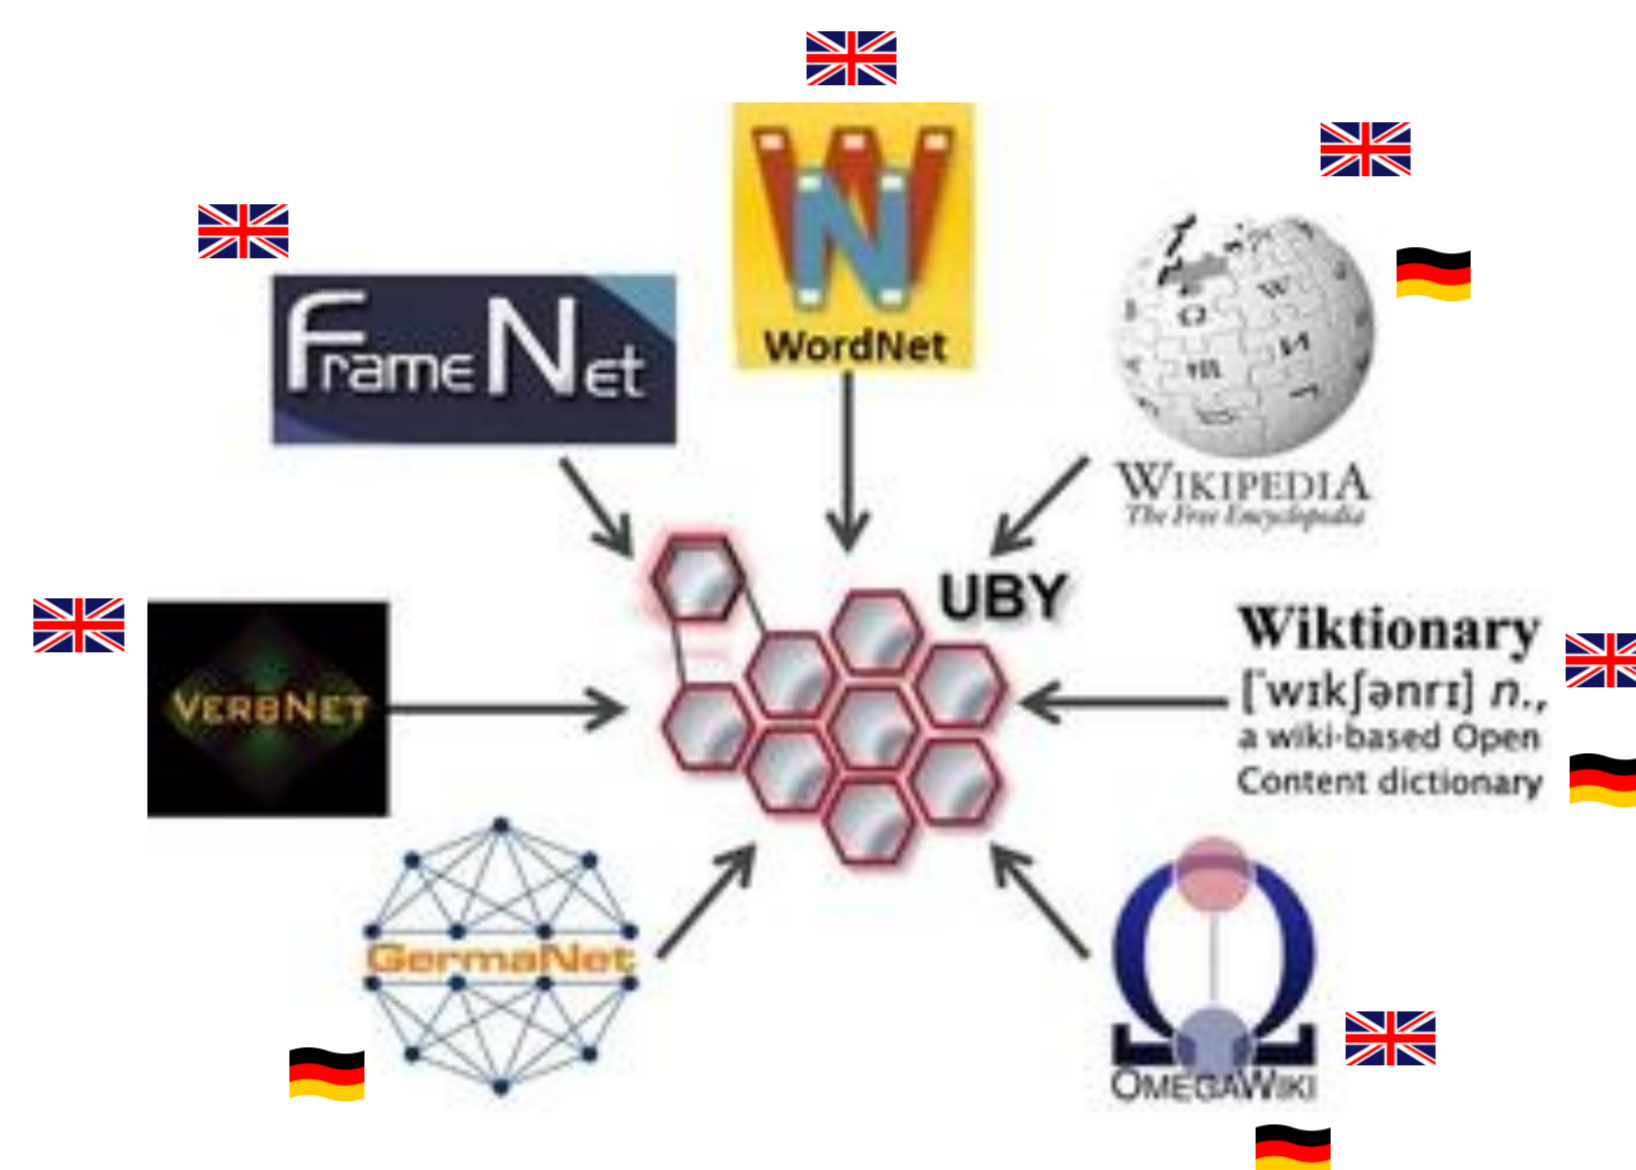 WordNet
FrameNet
WIKIPEDIA
The Free Encyclopedia
UBY
VERBNET
Wiktionary
[ˈwɪkʃənrɪ] n.,
a wiki-based Open
Content dictionary
GermaNet
OMEGAWIKI